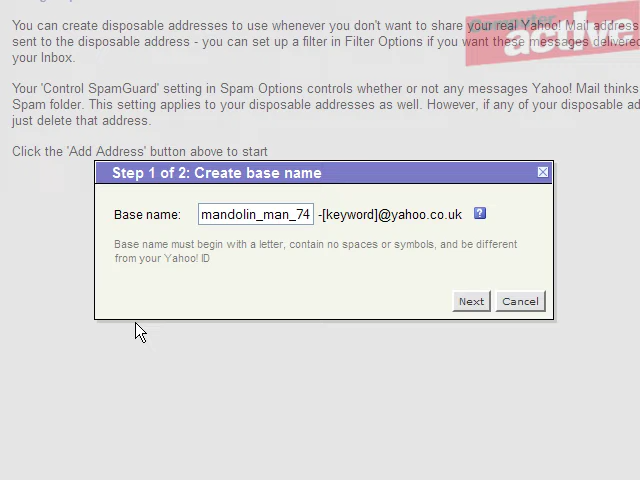 You can create disposable addresses to use whenever you don't want to share your real Yahoo! Mail address
sent to the disposable address - you can set up a filter in Filter Options if you want these messages delivered
your Inbox.
Your 'Control SpamGuard' setting in Spam Options controls whether or not any messages Yahoo! Mail thinks
Spam folder. This setting applies to your disposable addresses as well. However, if any of your disposable ad
just delete that address.
Click the 'Add Address' button above to start
Step 1 of 2: Create base name
Base name: mandolin_man_74 -[keyword]@yahoo.co.uk ?
Base name must begin with a letter, contain no spaces or symbols, and be different
from your Yahoo! ID
Next Cancel
Computer
active